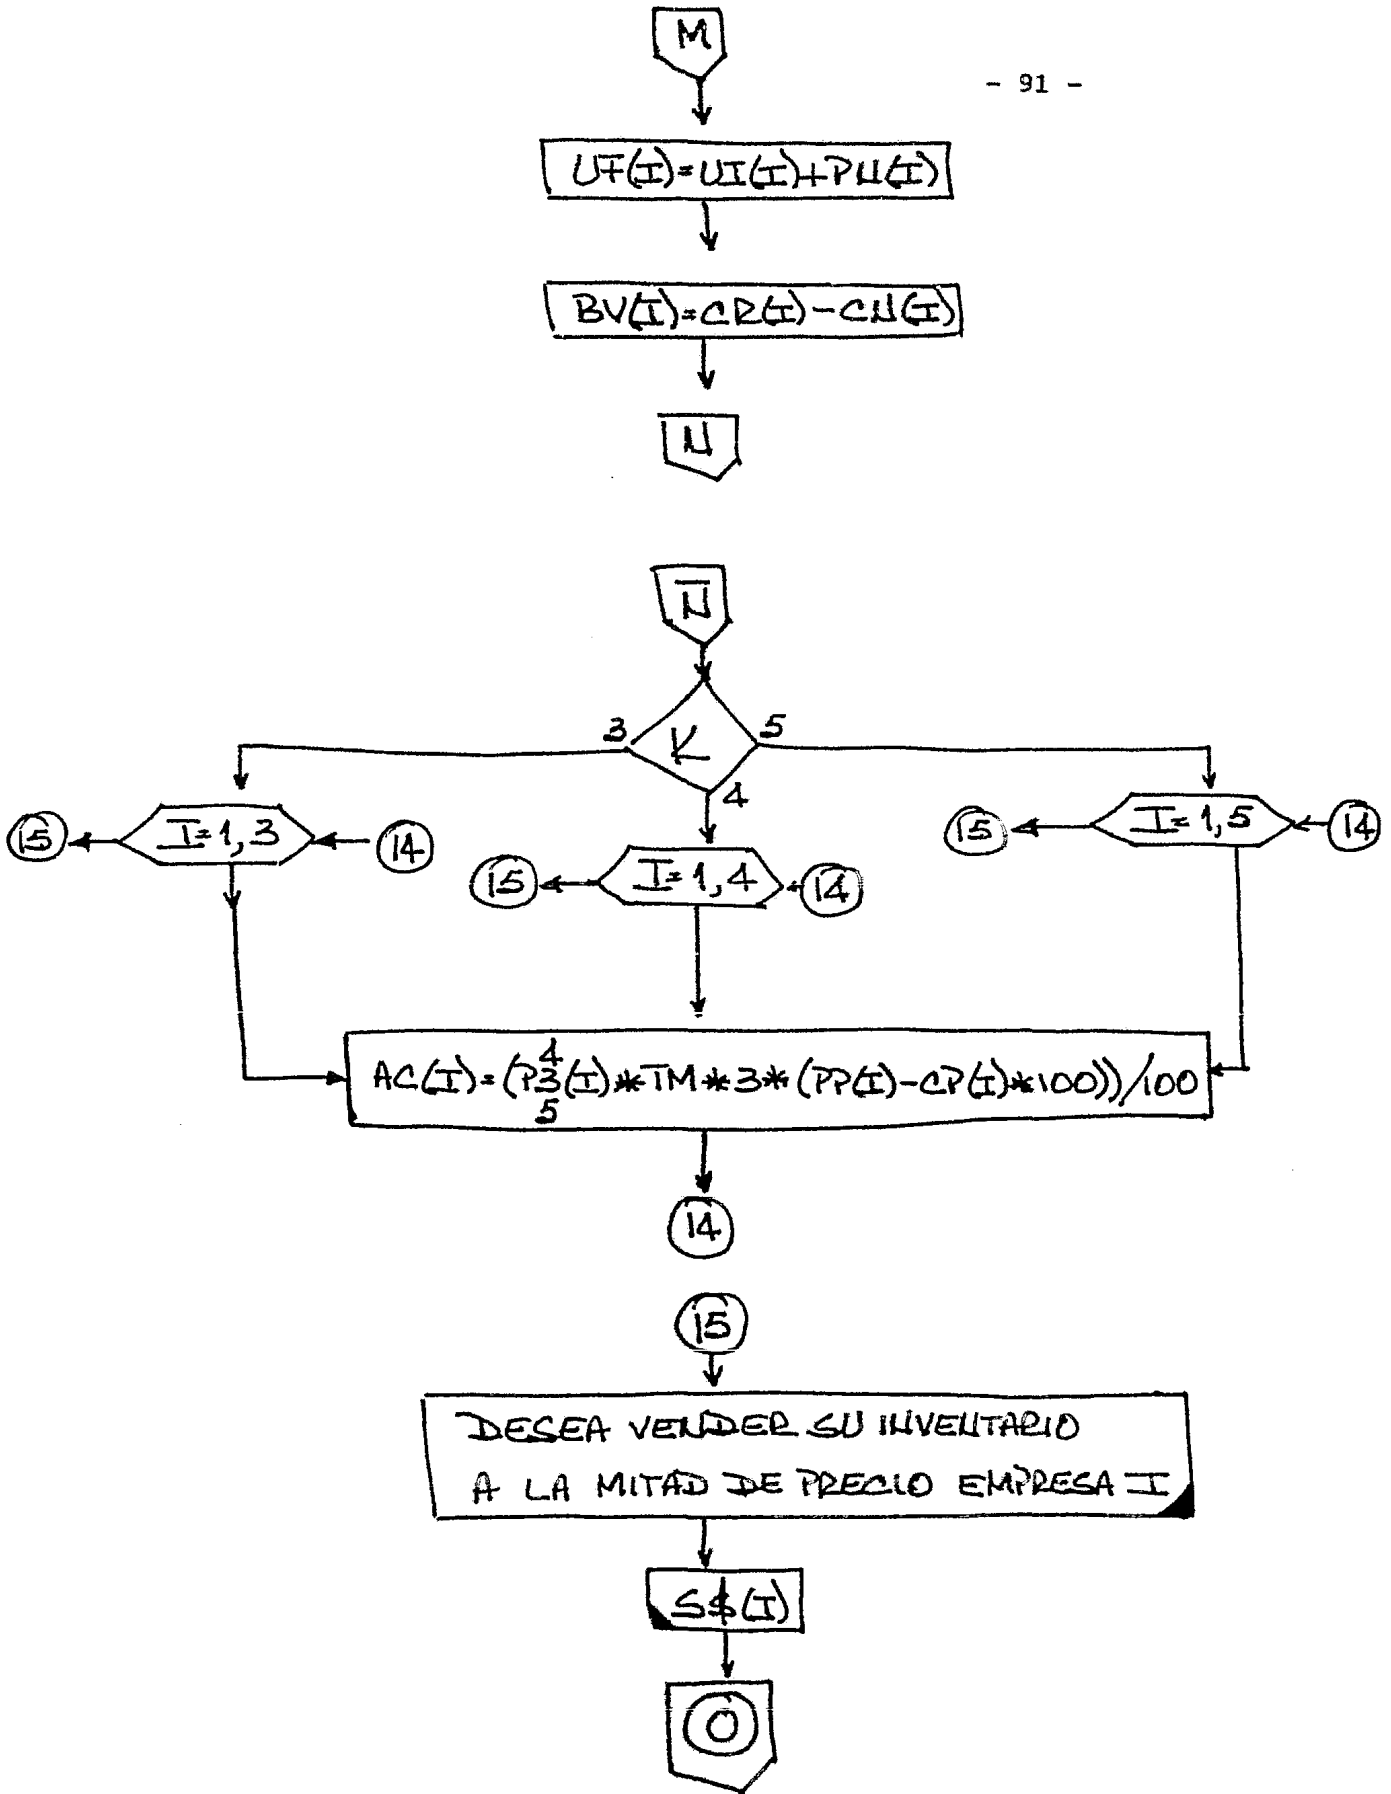 M
- 91 -
UF(I)=UI(I)+PN(I)
BV(I)=CR(I)-CN(I)
N
Ñ
3
K
5
4
15
I=1,3
14
15
I=1,4
14
15
I=1,5
14
4
AC(I)=(P3(I)*TM*3*(PP(I)-CP(I)*100))/100
5
14
15
DESEA VENDER SU INVENTARIO
A LA MITAD DE PRECIO EMPRESA I
S$(I)
O